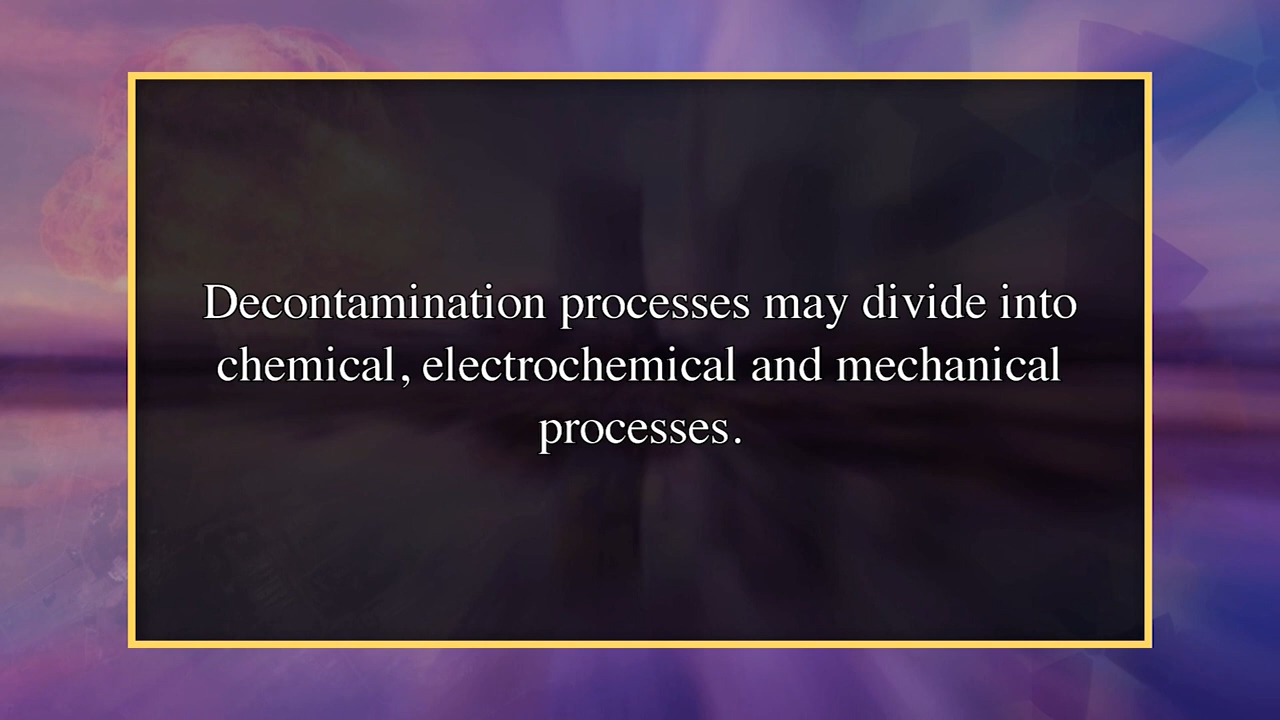 Decontamination processes may divide into
chemical, electrochemical and mechanical
processes.